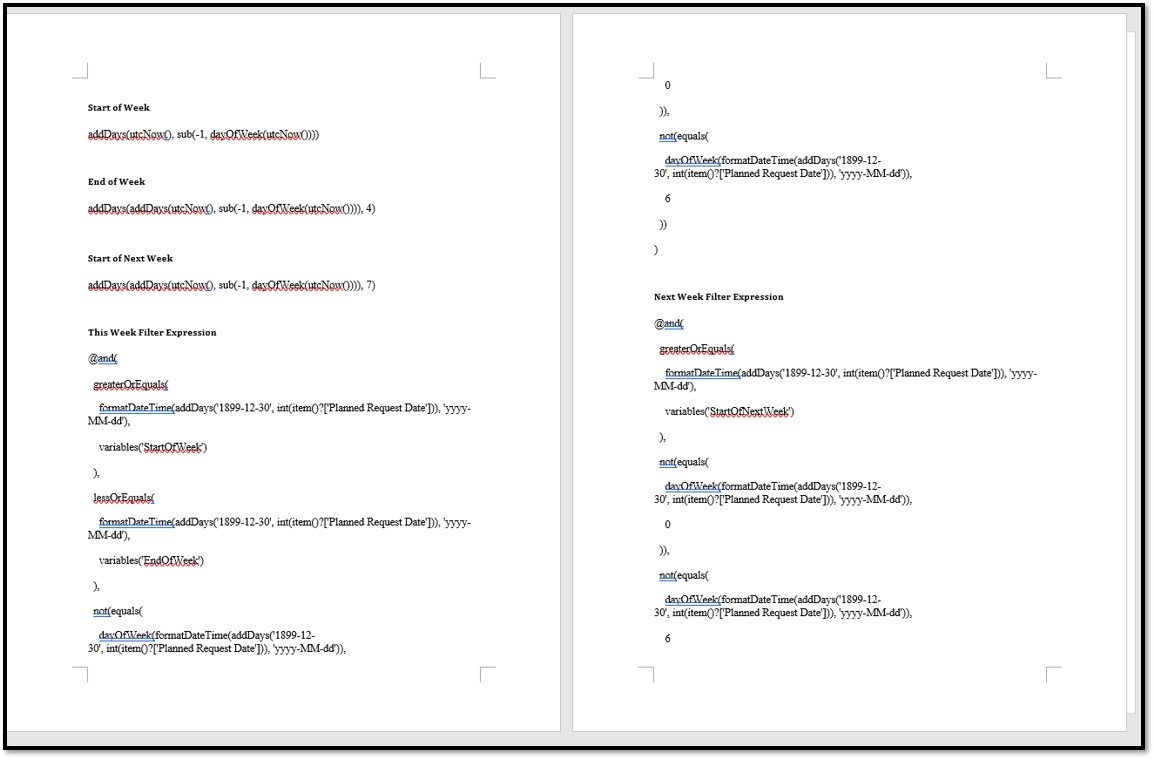 Start of Week
addDays(utcNow(), sub(-1, dayOfWeek(utcNow())))
End of Week
addDays(addDays(utcNow(), sub(-1, dayOfWeek(utcNow()))), 4)
Start of Next Week
addDays(addDays(utcNow(), sub(-1, dayOfWeek(utcNow()))), 7)
This Week Filter Expression
@and(
greaterOrEquals(
formatDateTime(addDays('1899-12-30', int(item()?['Planned Request Date'])), 'yyyy-
MM-dd'),
variables('StartOfWeek')
),
lessOrEquals(
formatDateTime(addDays('1899-12-30', int(item()?['Planned Request Date'])), 'yyyy-
MM-dd'),
variables('EndOfWeek')
),
not(equals(
dayOfWeek(formatDateTime(addDays('1899-12-
30', int(item()?['Planned Request Date'])), 'yyyy-MM-dd')),
0
)),
not(equals(
dayOfWeek(formatDateTime(addDays('1899-12-
30', int(item()?['Planned Request Date'])), 'yyyy-MM-dd')),
6
))
)
Next Week Filter Expression
@and(
greaterOrEquals(
formatDateTime(addDays('1899-12-30', int(item()?['Planned Request Date'])), 'yyyy-
MM-dd'),
variables('StartOfNextWeek')
),
not(equals(
dayOfWeek(formatDateTime(addDays('1899-12-
30', int(item()?['Planned Request Date'])), 'yyyy-MM-dd')),
0
)),
not(equals(
dayOfWeek(formatDateTime(addDays('1899-12-
30', int(item()?['Planned Request Date'])), 'yyyy-MM-dd')),
6